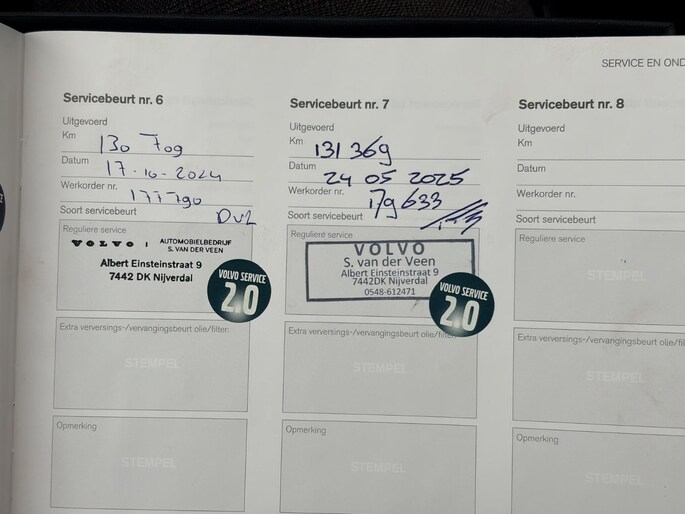 SERVICE EN OND
Servicebeurt nr. 6
Uitgevoerd
Km 130 709
Datum 17-10-2024
Werkorder nr. 177790
Soort servicebeurt
DVL
Reguliere service
VOLVO | AUTOMOBIELBEDRIJF
S. VAN DER VEEN
Albert Einsteinstraat 9
7442 DK Nijverdal
VOLVO SERVICE
2.0
Extra verversings-/vervangingsbeurt olie/filter:
STEMPEL
Opmerking
STEMPEL
Servicebeurt nr. 7
Uitgevoerd
Km 131 369
Datum 24 05 2025
Werkorder nr. 179633
Soort servicebeurt
Reguliere service
VOLVO
S. van der Veen
Albert Einsteinstraat 9
7442DK Nijverdal
0548-612471
VOLVO SERVICE
2.0
Extra verversings-/vervangingsbeurt olie/filter:
STEMPEL
Opmerking
STEMPEL
Servicebeurt nr. 8
Uitgevoerd
Km
Datum
Werkorder nr.
Soort servicebeurt
Reguliere service
STEMPEL
Extra verversings-/vervangingsbeurt olie/fil
STEMPEL
Opmerking
STEMPEL